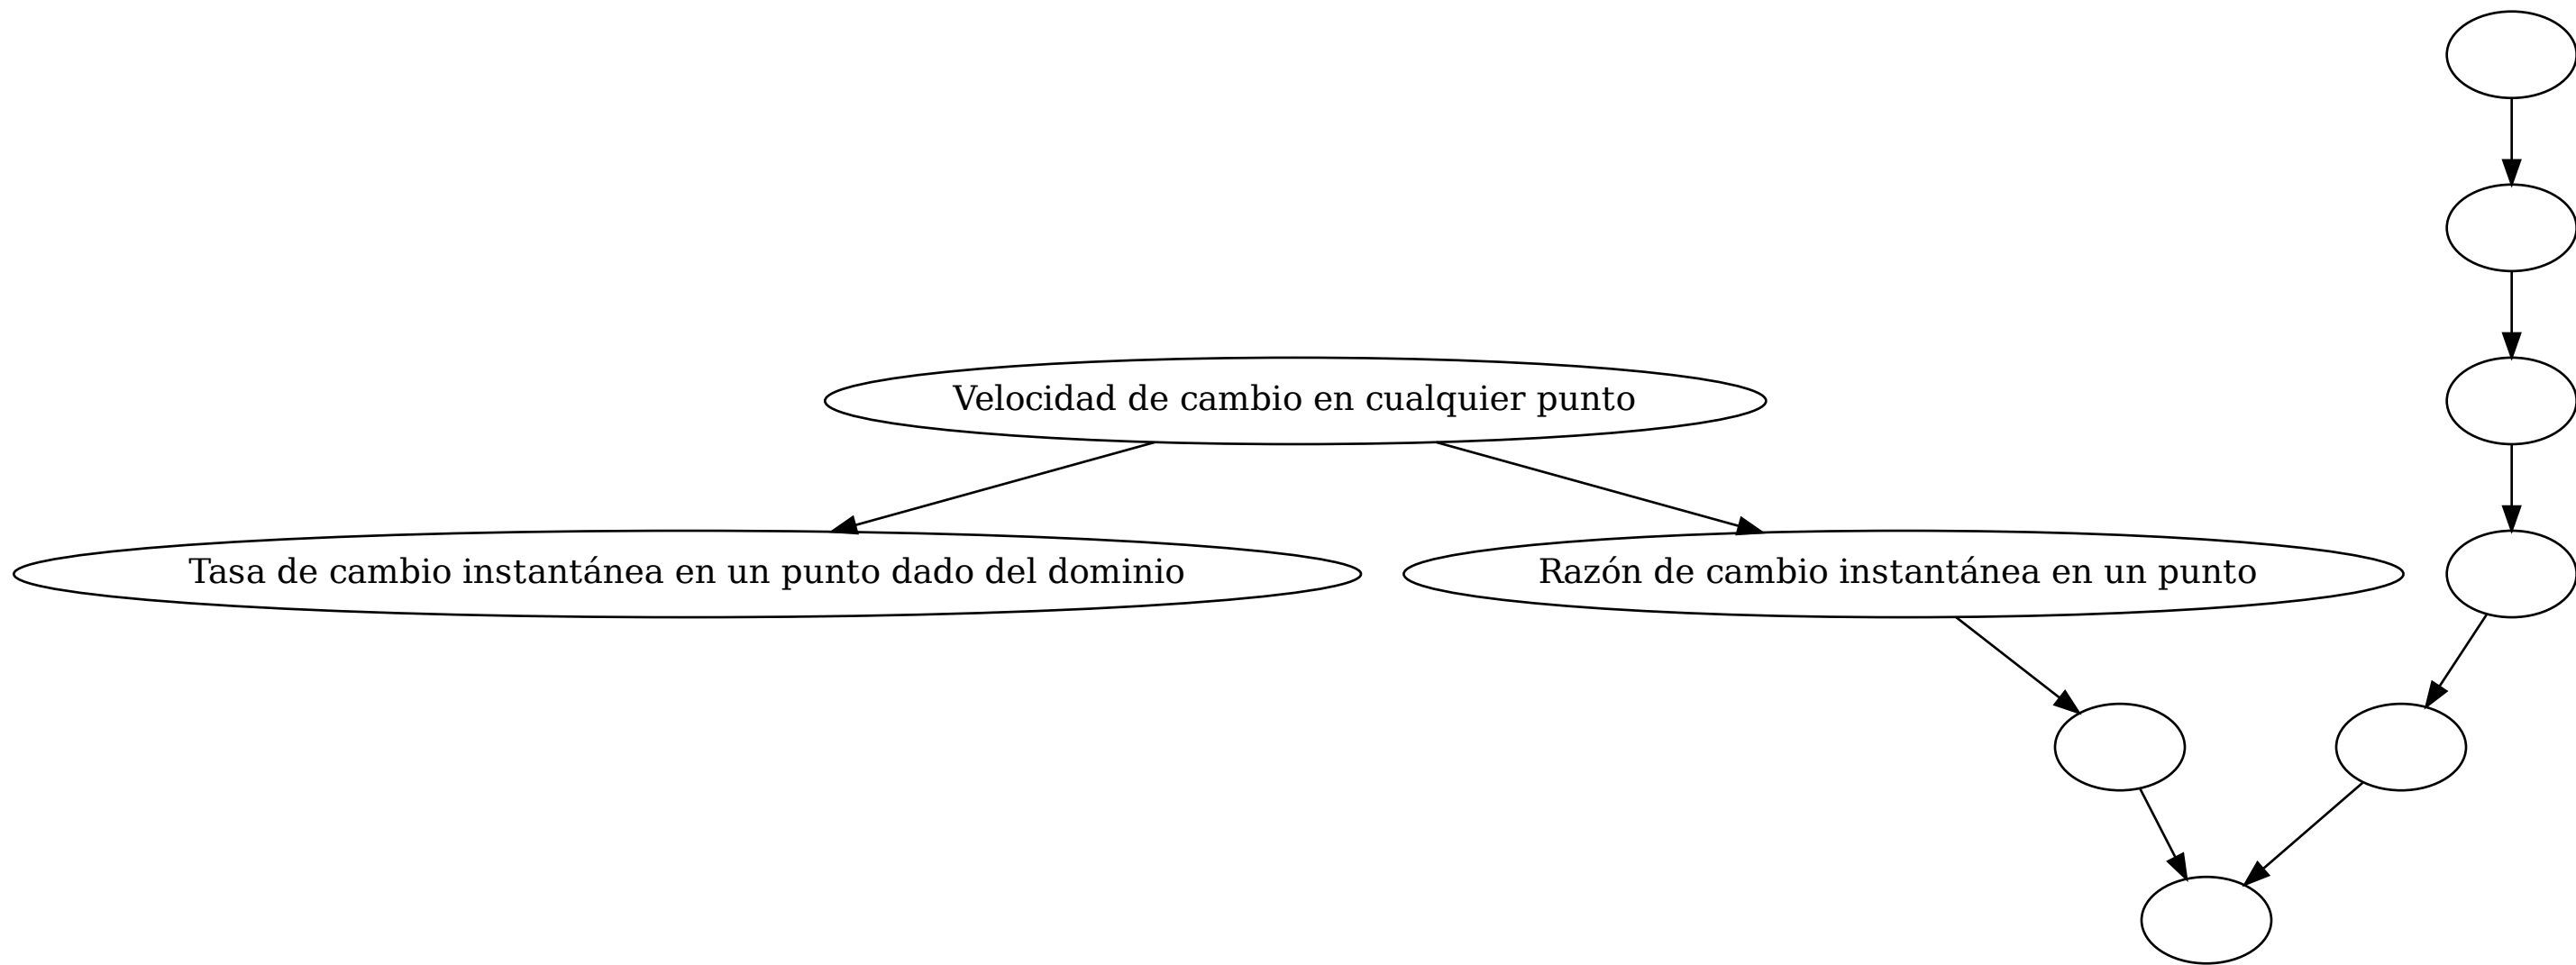 Velocidad de cambio en cualquier punto
Tasa de cambio instantánea en un punto dado del dominio
Razón de cambio instantánea en un punto